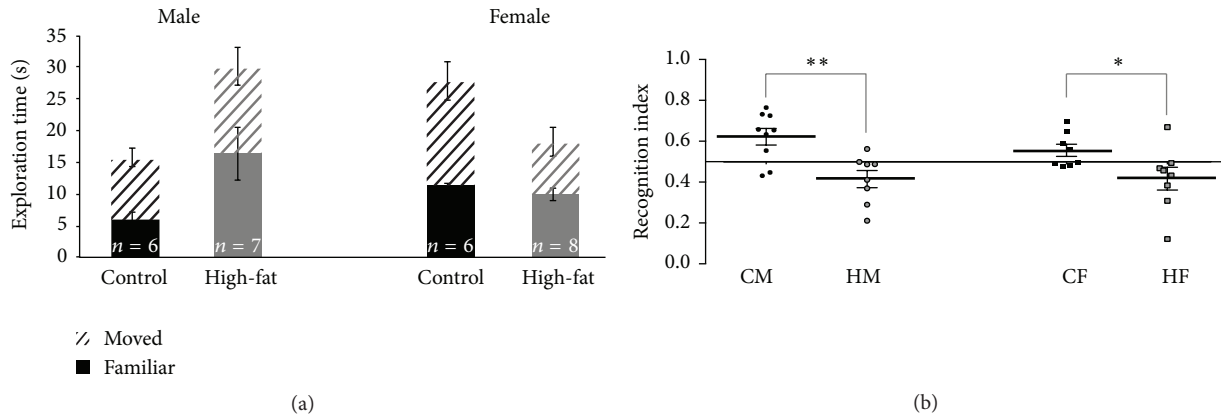 Male Female
35
30
25
20
15
10
5
0
Exploration time (s)
n = 6 n = 7 n = 6 n = 8
Control High-fat Control High-fat
Moved
Familiar
(a)
1.0
0.8
0.6
0.4
0.2
0.0
Recognition index
** *
CM HM CF HF
(b)